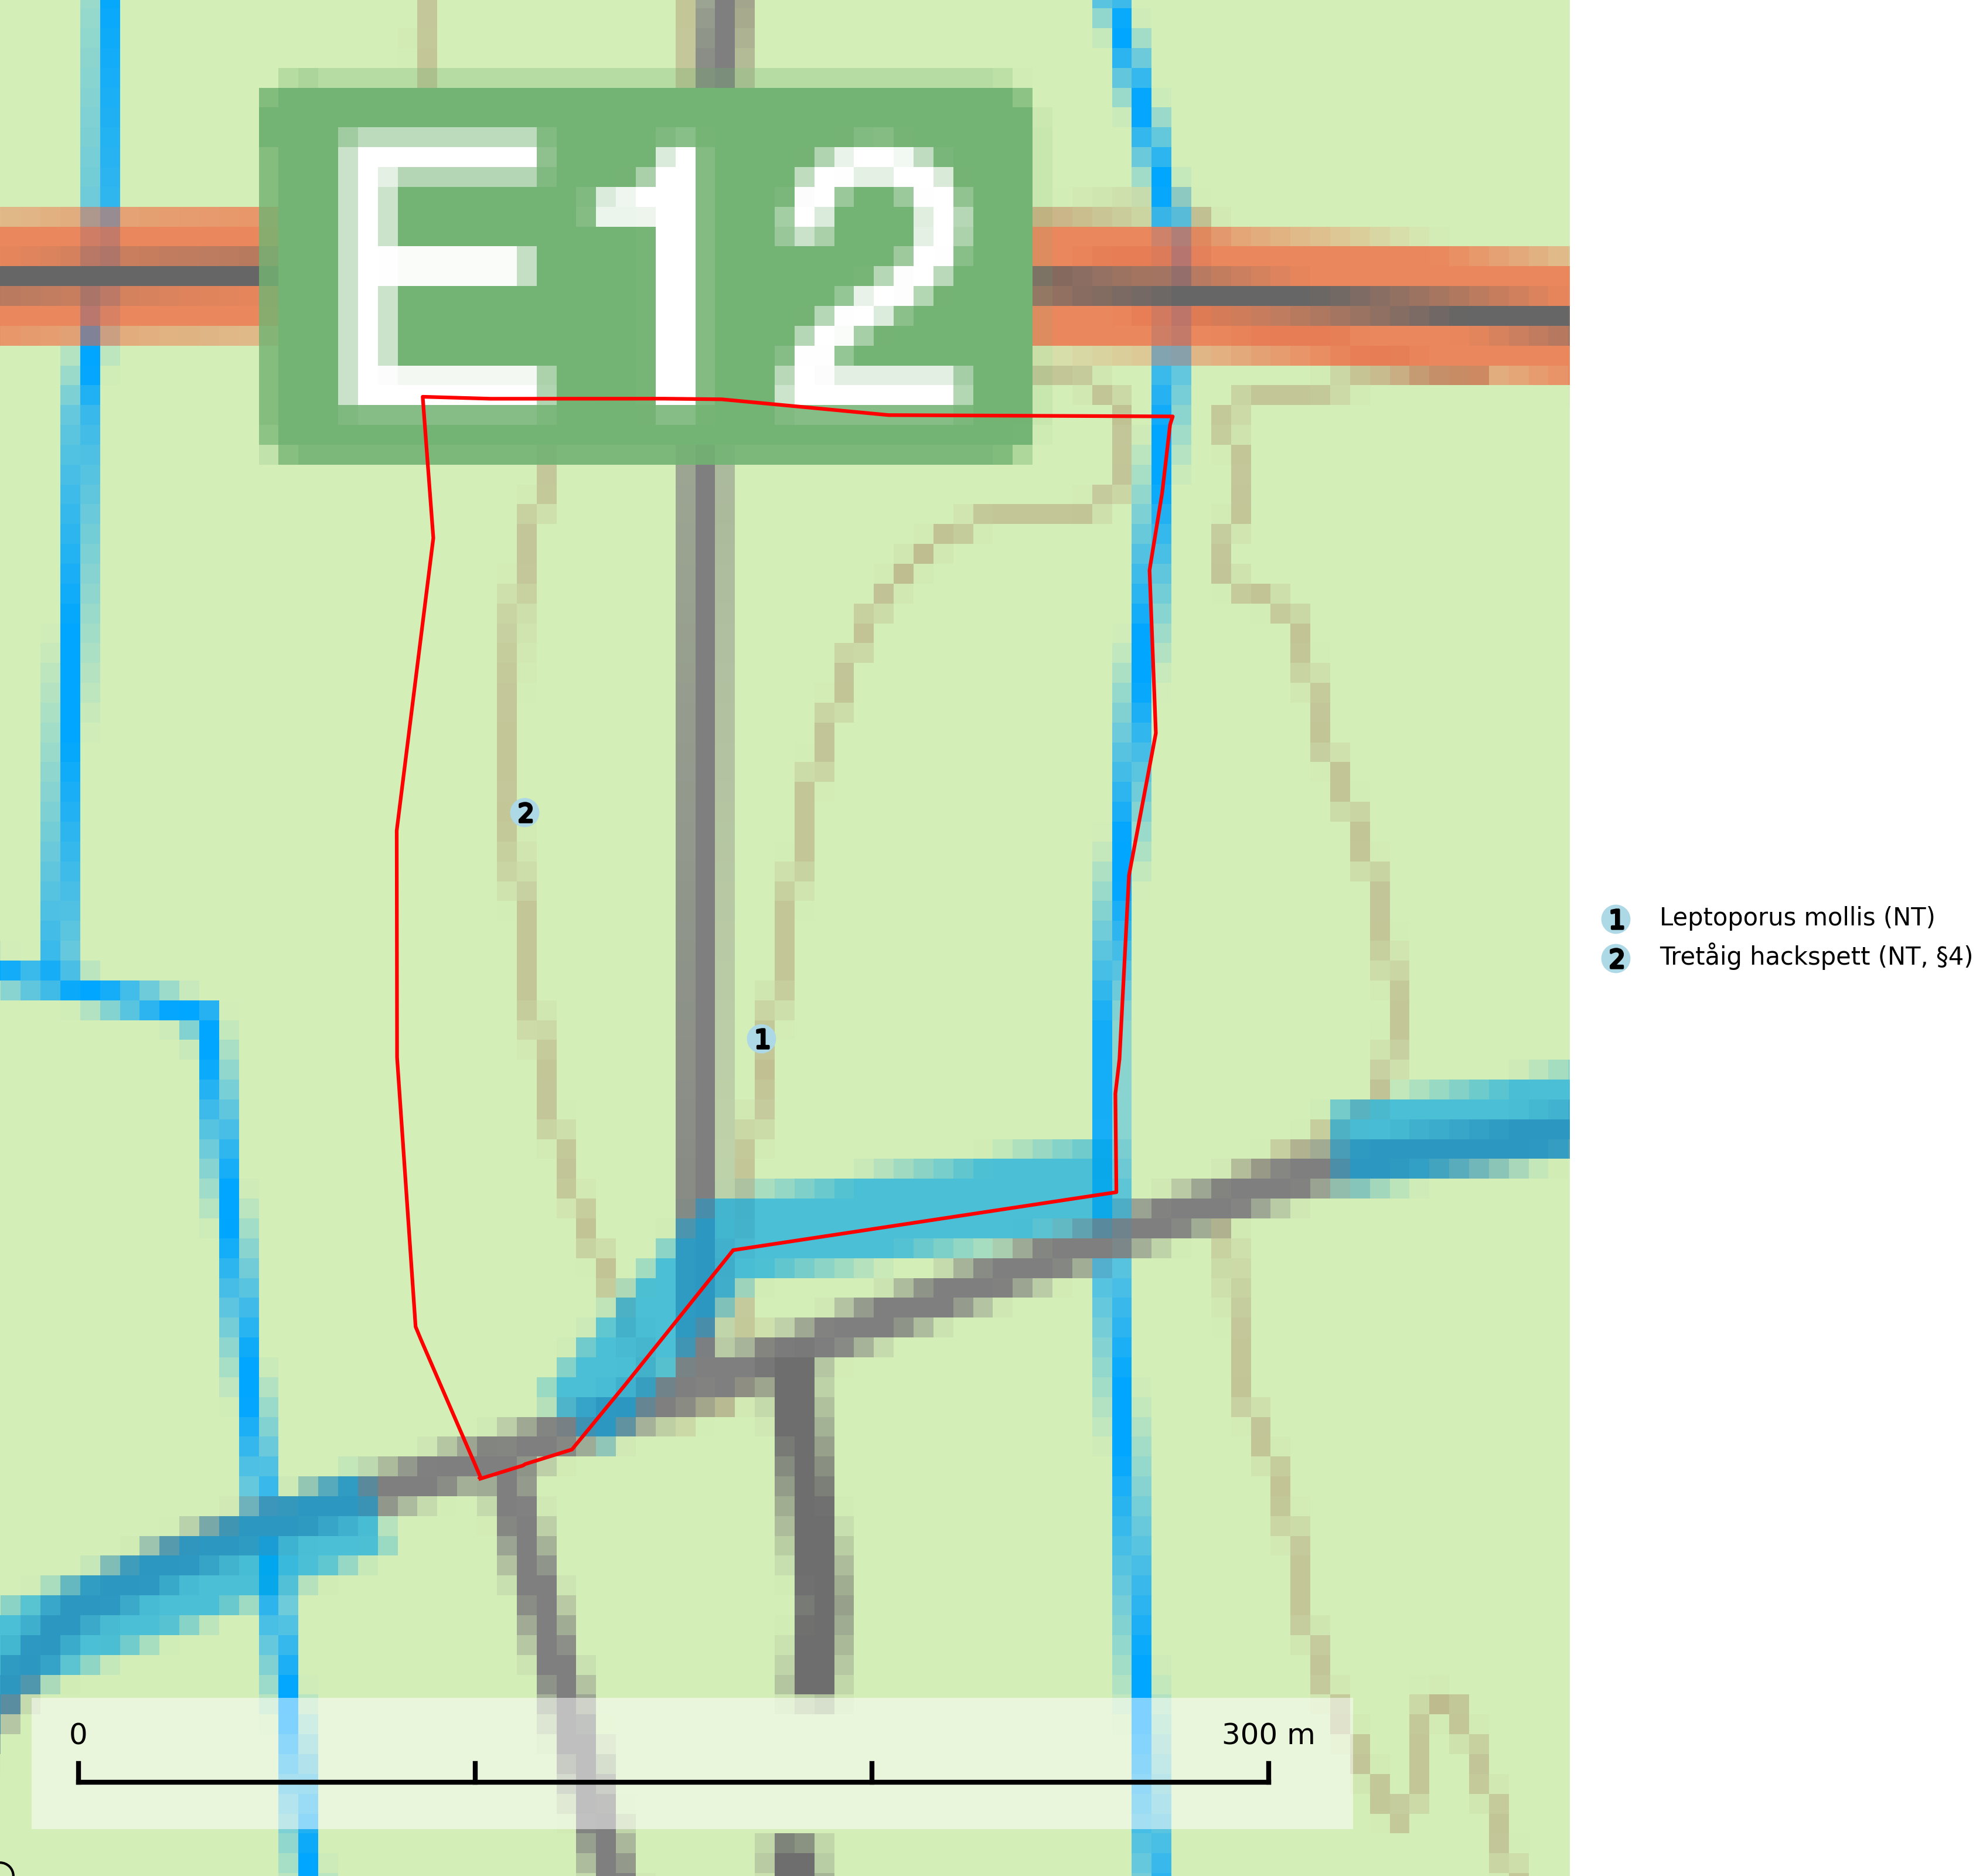 E12
2
1
1 Leptoporus mollis (NT)
2 Tretåig hackspett (NT, §4)
0 300 m